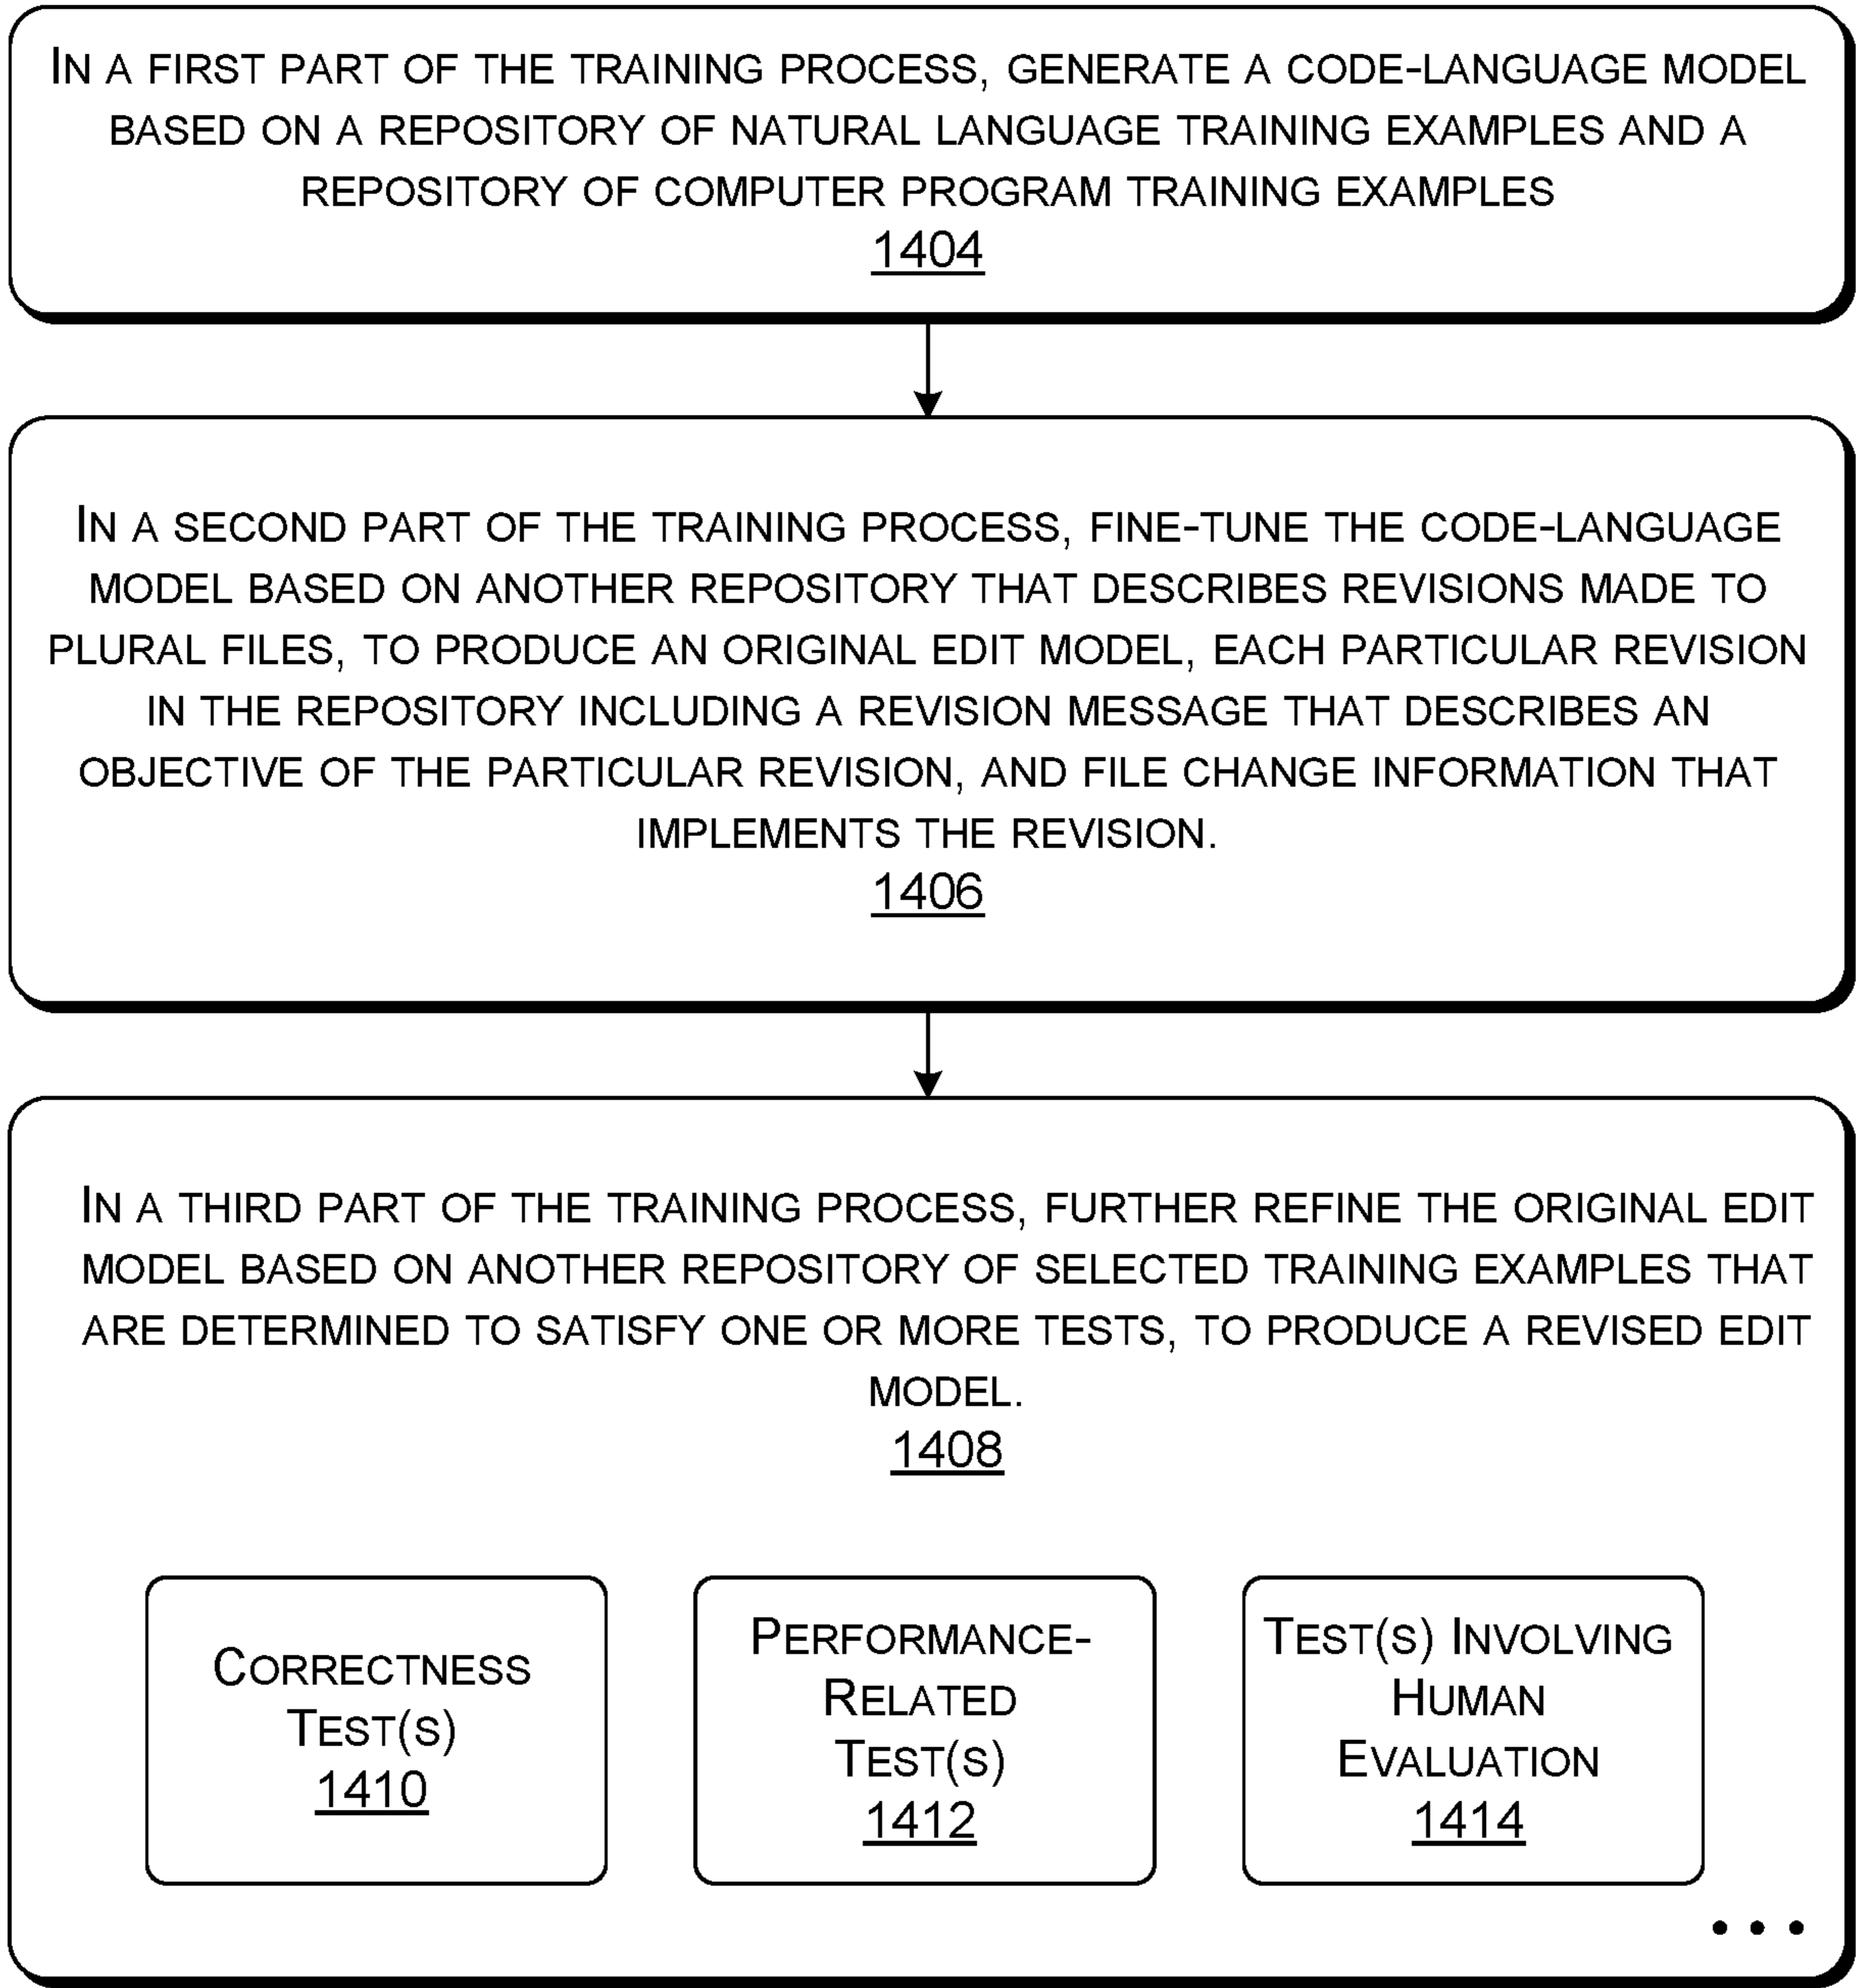 IN A FIRST PART OF THE TRAINING PROCESS, GENERATE A CODE-LANGUAGE MODEL
BASED ON A REPOSITORY OF NATURAL LANGUAGE TRAINING EXAMPLES AND A
REPOSITORY OF COMPUTER PROGRAM TRAINING EXAMPLES
1404
IN A SECOND PART OF THE TRAINING PROCESS, FINE-TUNE THE CODE-LANGUAGE
MODEL BASED ON ANOTHER REPOSITORY THAT DESCRIBES REVISIONS MADE TO
PLURAL FILES, TO PRODUCE AN ORIGINAL EDIT MODEL, EACH PARTICULAR REVISION
IN THE REPOSITORY INCLUDING A REVISION MESSAGE THAT DESCRIBES AN
OBJECTIVE OF THE PARTICULAR REVISION, AND FILE CHANGE INFORMATION THAT
IMPLEMENTS THE REVISION.
1406
IN A THIRD PART OF THE TRAINING PROCESS, FURTHER REFINE THE ORIGINAL EDIT
MODEL BASED ON ANOTHER REPOSITORY OF SELECTED TRAINING EXAMPLES THAT
ARE DETERMINED TO SATISFY ONE OR MORE TESTS, TO PRODUCE A REVISED EDIT
MODEL.
1408
CORRECTNESS
TEST(S)
1410
PERFORMANCE-
RELATED
TEST(S)
1412
TEST(S) INVOLVING
HUMAN
EVALUATION
1414
...